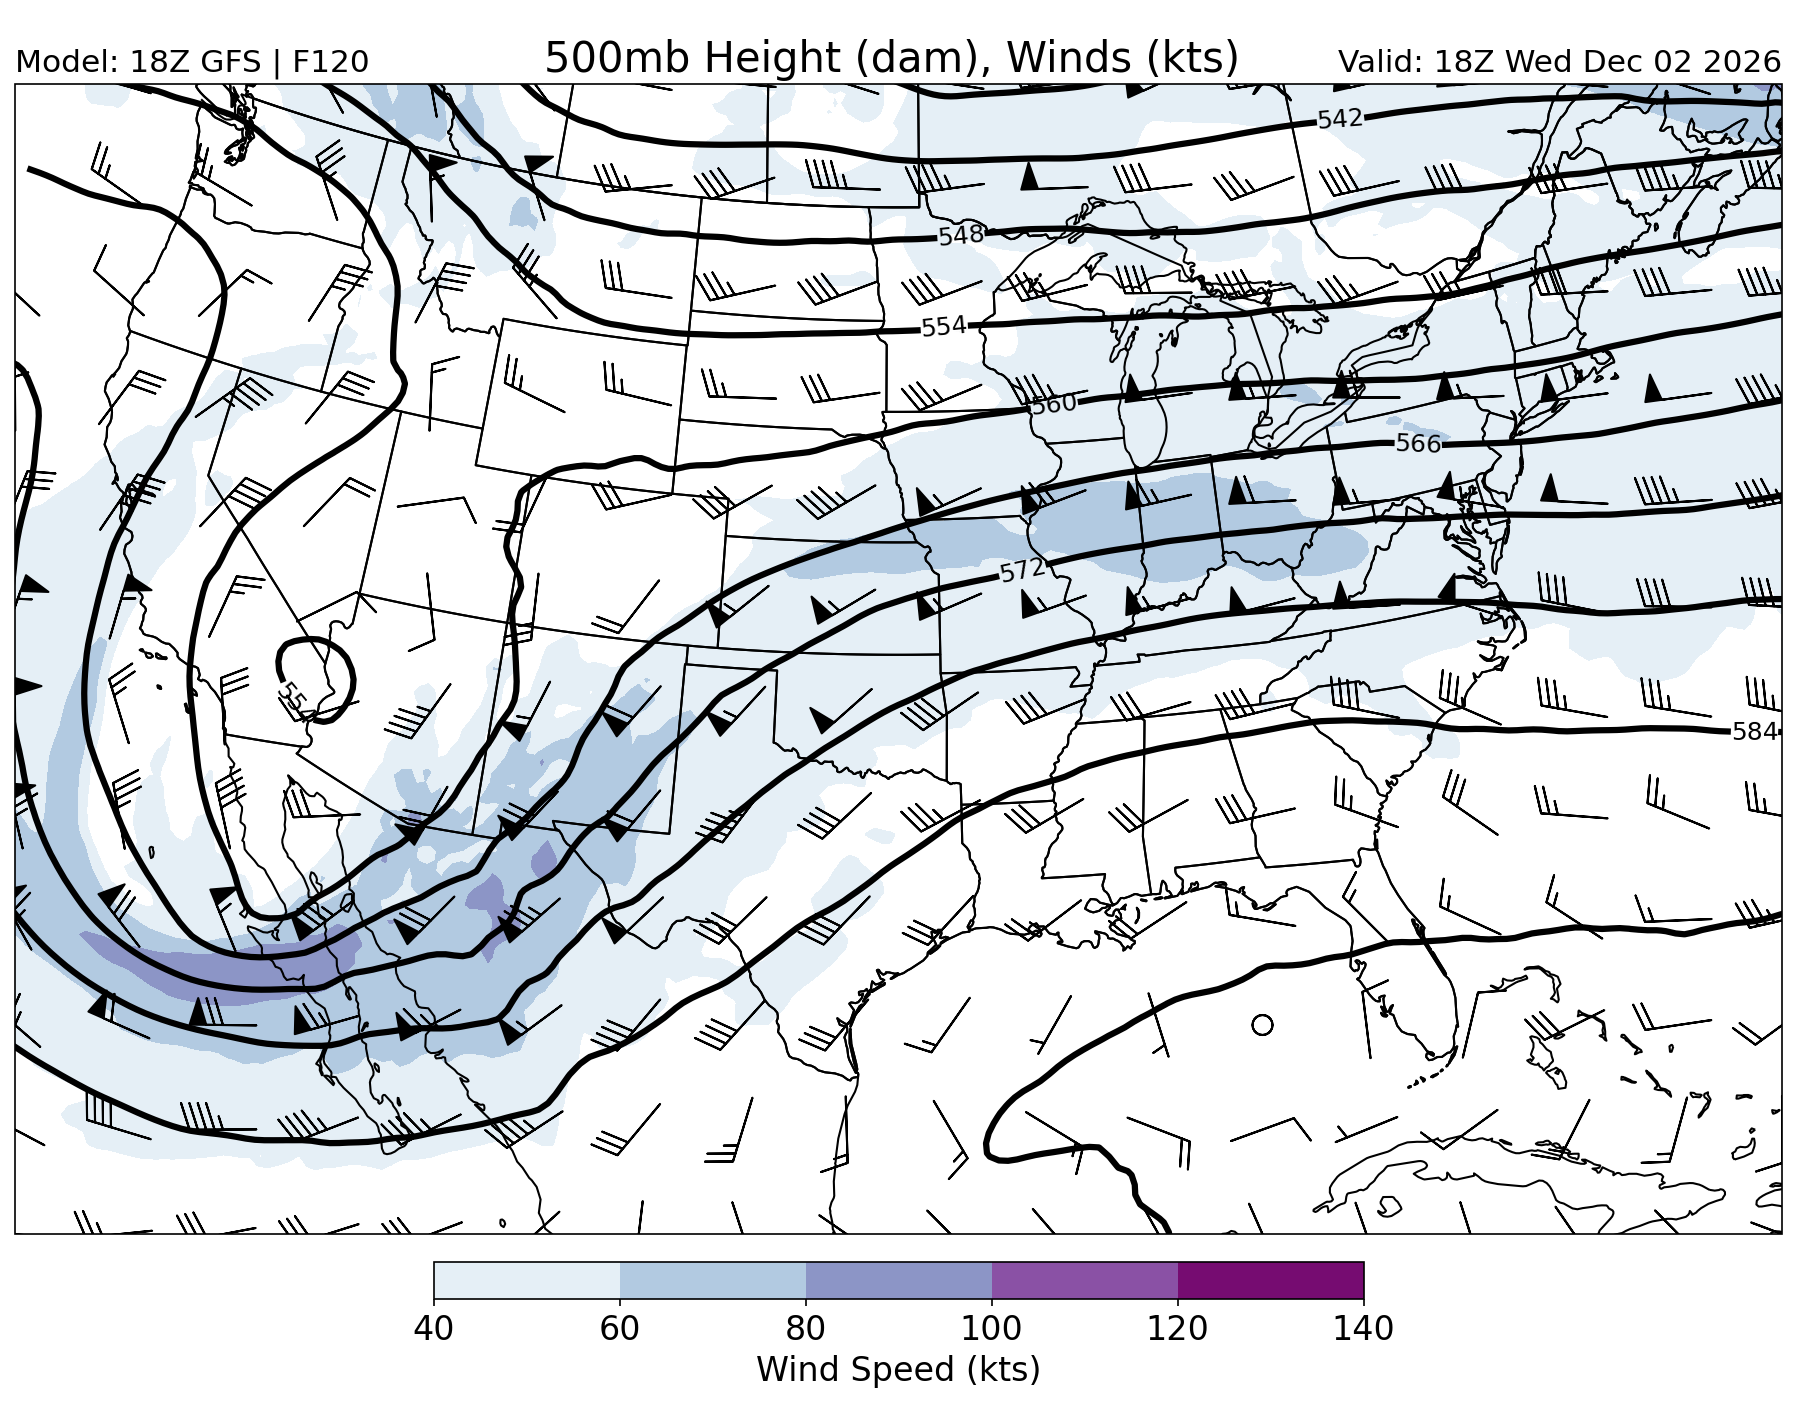 Model: 18Z GFS | F120
500mb Height (dam), Winds (kts)
Valid: 18Z Wed Dec 02 2026
542
548
554
560
566
572
584
40 60 80 100 120 140
Wind Speed (kts)